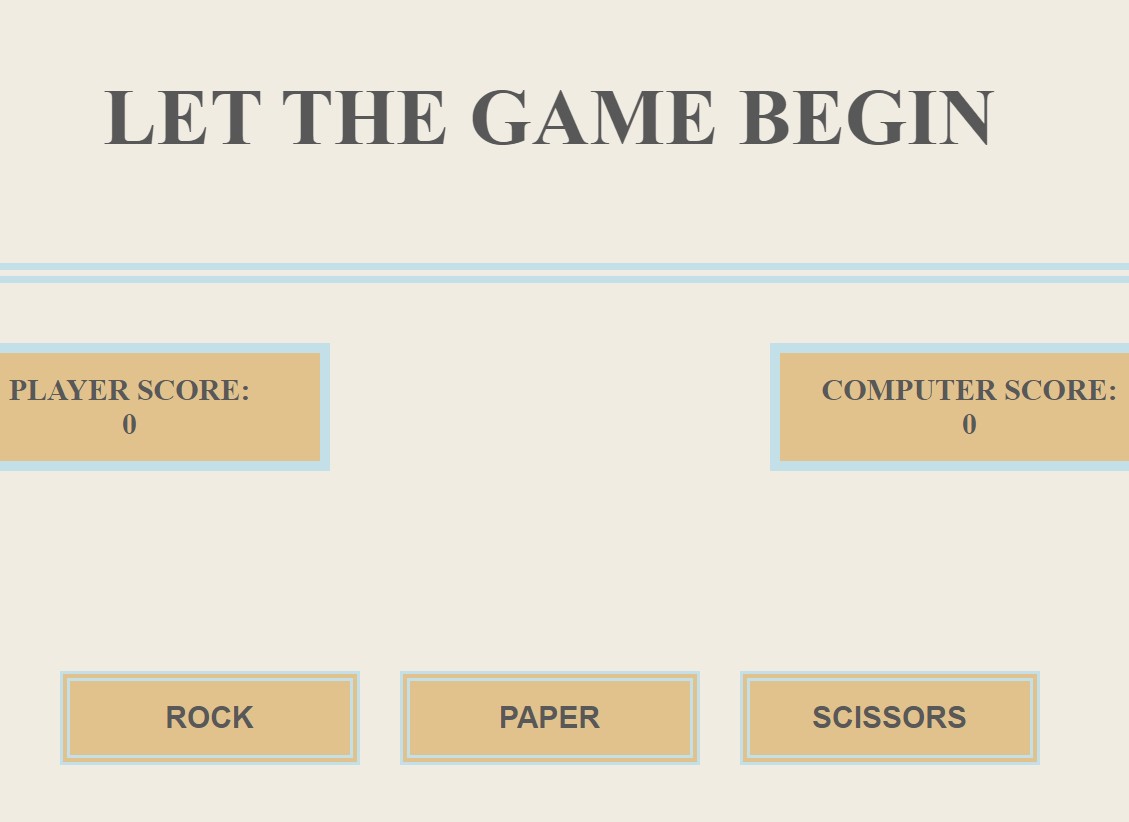 LET THE GAME BEGIN
PLAYER SCORE:
0
COMPUTER SCORE:
0
ROCK
PAPER
SCISSORS